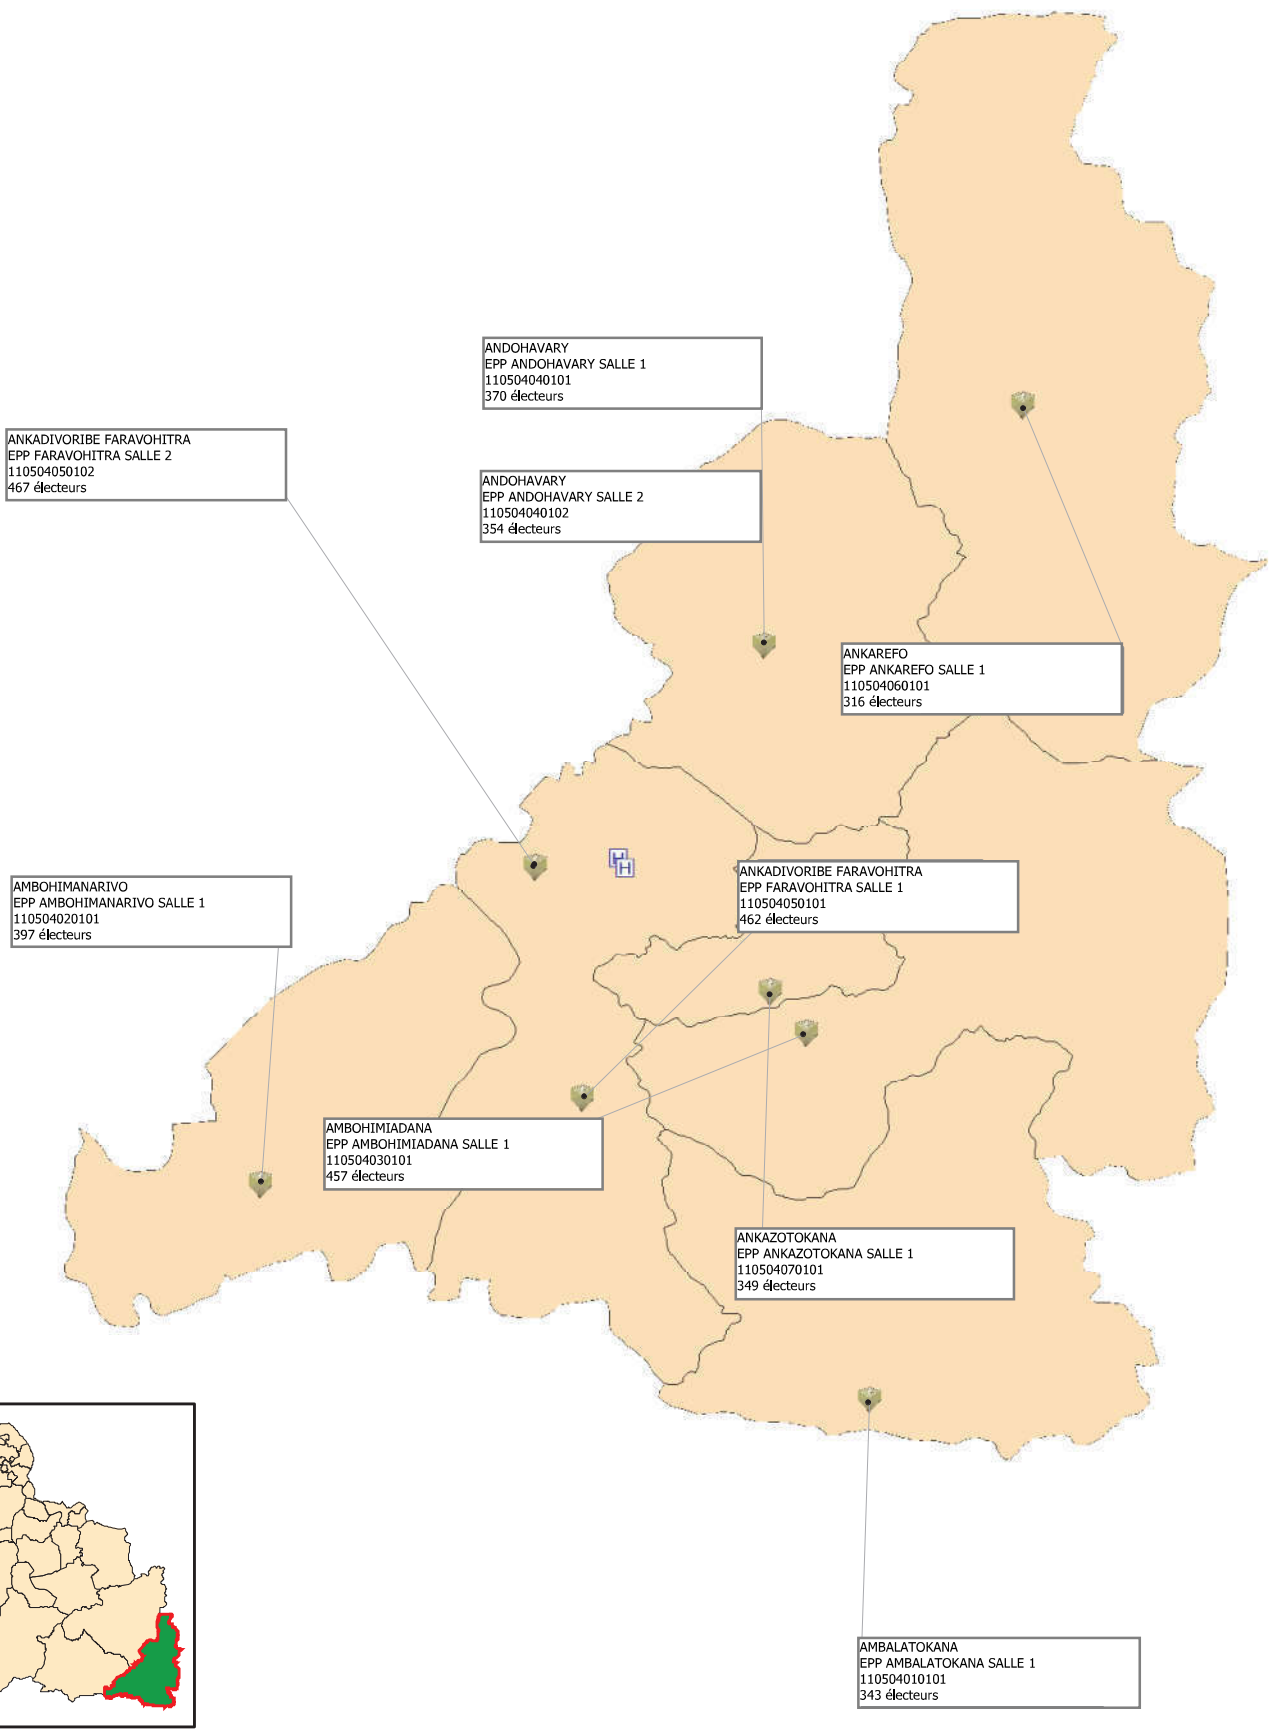 ANDOHAVARY
EPP ANDOHAVARY SALLE 1
110504040101
370 électeurs
ANKADIVORIBE FARAVOHITRA
EPP FARAVOHITRA SALLE 2
110504050102
467 électeurs
ANDOHAVARY
EPP ANDOHAVARY SALLE 2
110504040102
354 électeurs
ANKAREFO
EPP ANKAREFO SALLE 1
110504060101
316 électeurs
H
H
ANKADIVORIBE FARAVOHITRA
EPP FARAVOHITRA SALLE 1
110504050101
462 électeurs
AMBOHIMANARIVO
EPP AMBOHIMANARIVO SALLE 1
110504020101
397 électeurs
AMBOHIMIADANA
EPP AMBOHIMIADANA SALLE 1
110504030101
457 électeurs
ANKAZOTOKANA
EPP ANKAZOTOKANA SALLE 1
110504070101
349 électeurs
AMBALATOKANA
EPP AMBALATOKANA SALLE 1
110504010101
343 électeurs